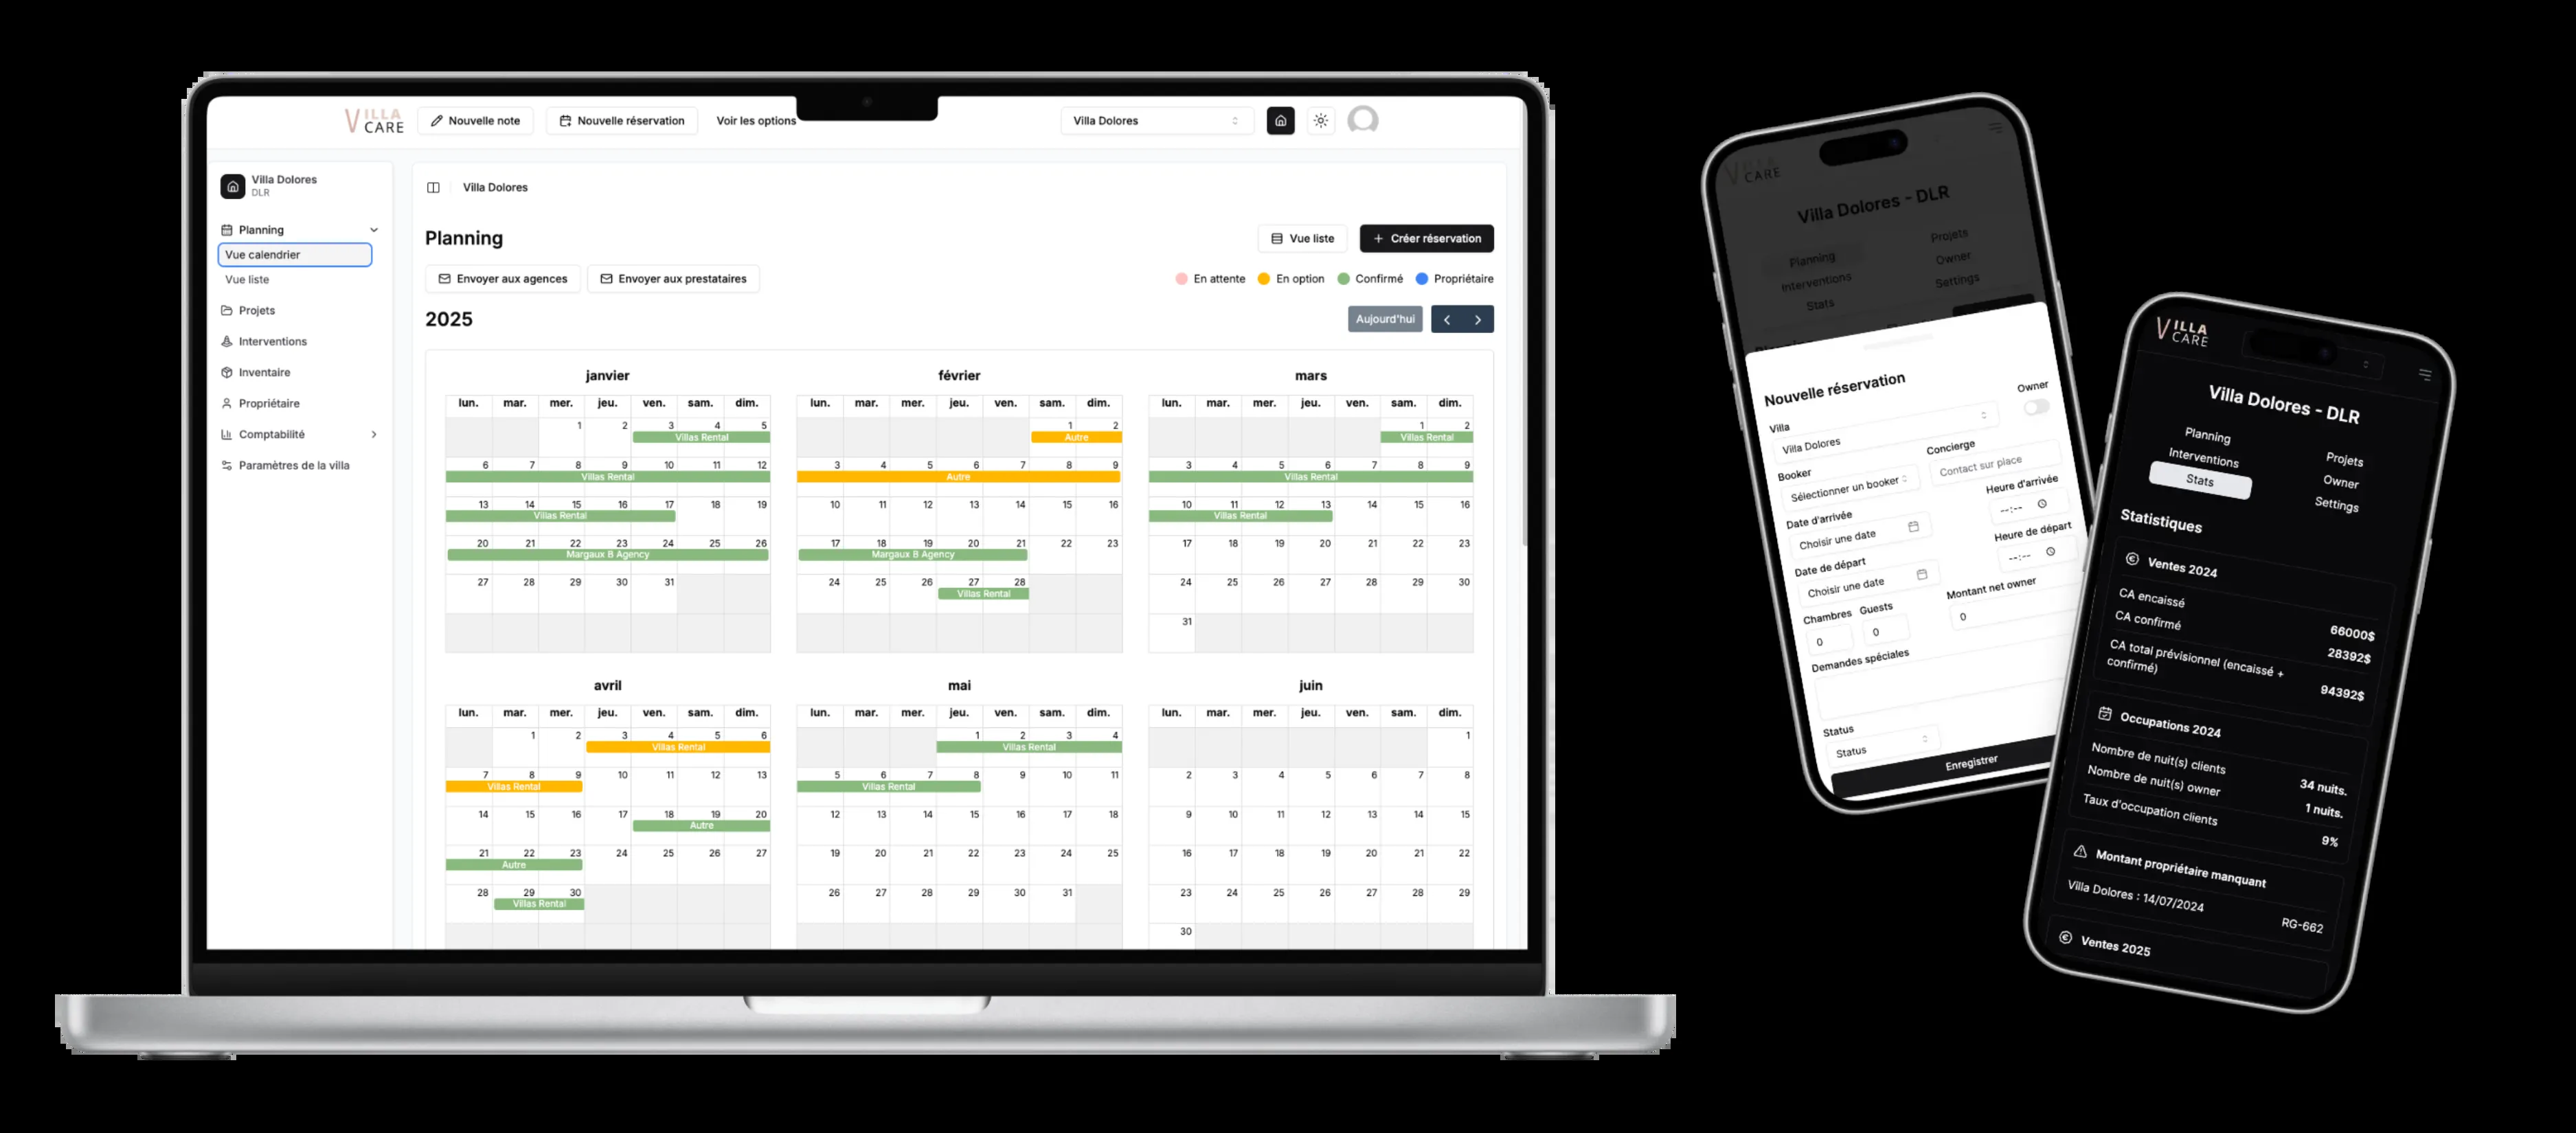 VILLA CARE
Nouvelle note
Nouvelle réservation
Voir les options
Villa Dolores
Villa Dolores
DLR
Planning
Vue calendrier
Vue liste
Projets
Interventions
Inventaire
Propriétaire
Comptabilité
Paramètres de la villa
Villa Dolores
Planning
Vue liste
+ Créer réservation
Envoyer aux agences
Envoyer aux prestataires
En attente
En option
Confirmé
Propriétaire
2025
Aujourd'hui
janvier
lun. mar. mer. jeu. ven. sam. dim.
1 2 3 4 5
Villas Rental
6 7 8 9 10 11 12
Villas Rental
13 14 15 16 17 18 19
Villas Rental
20 21 22 23 24 25 26
Margaux B Agency
27 28 29 30 31
février
lun. mar. mer. jeu. ven. sam. dim.
1 2
Autre
3 4 5 6 7 8 9
Autre
10 11 12 13 14 15 16
17 18 19 20 21 22 23
Margaux B Agency
24 25 26 27 28
Villas Rental
mars
lun. mar. mer. jeu. ven. sam. dim.
1 2
Villas Rental
3 4 5 6 7 8 9
Villas Rental
10 11 12 13 14 15 16
Villas Rental
17 18 19 20 21 22 23
24 25 26 27 28 29 30
31
avril
lun. mar. mer. jeu. ven. sam. dim.
1 2 3 4 5 6
Villas Rental
7 8 9 10 11 12 13
Villas Rental
14 15 16 17 18 19 20
Autre
21 22 23 24 25 26 27
Autre
28 29 30
Villas Rental
mai
lun. mar. mer. jeu. ven. sam. dim.
1 2 3 4
Villas Rental
5 6 7 8 9 10 11
Villas Rental
12 13 14 15 16 17 18
19 20 21 22 23 24 25
26 27 28 29 30 31
juin
lun. mar. mer. jeu. ven. sam. dim.
1
2 3 4 5 6 7 8
9 10 11 12 13 14 15
16 17 18 19 20 21 22
23 24 25 26 27 28 29
30
VILLA CARE
Villa Dolores - DLR
Planning
Projets
Interventions
Owner
Stats
Settings
Nouvelle réservation
Owner
Villa
Villa Dolores
Booker
Sélectionner un booker
Concierge
Contact sur place
Date d'arrivée
Choisir une date
Heure d'arrivée
--:--
Date de départ
Choisir une date
Heure de départ
--:--
Chambres
0
Guests
0
Montant net owner
0
Demandes spéciales
Status
Status
Enregistrer
VILLA CARE
Villa Dolores - DLR
Planning
Projets
Interventions
Owner
Stats
Settings
Statistiques
Ventes 2024
CA encaissé 66000$
CA confirmé 28392$
CA total prévisionnel (encaissé +
confirmé) 94392$
Occupations 2024
Nombre de nuit(s) clients 34 nuits.
Nombre de nuit(s) owner 1 nuits.
Taux d'occupation clients 9%
Montant propriétaire manquant
Villa Dolores : 14/07/2024 RG-662
Ventes 2025